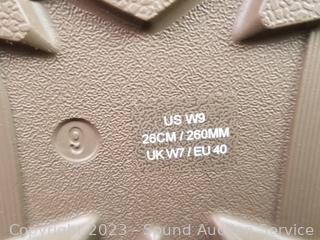 US W9
26CM / 260MM
UK W7 / EU 40
9
Copyright 2023 - Sound Auction Service